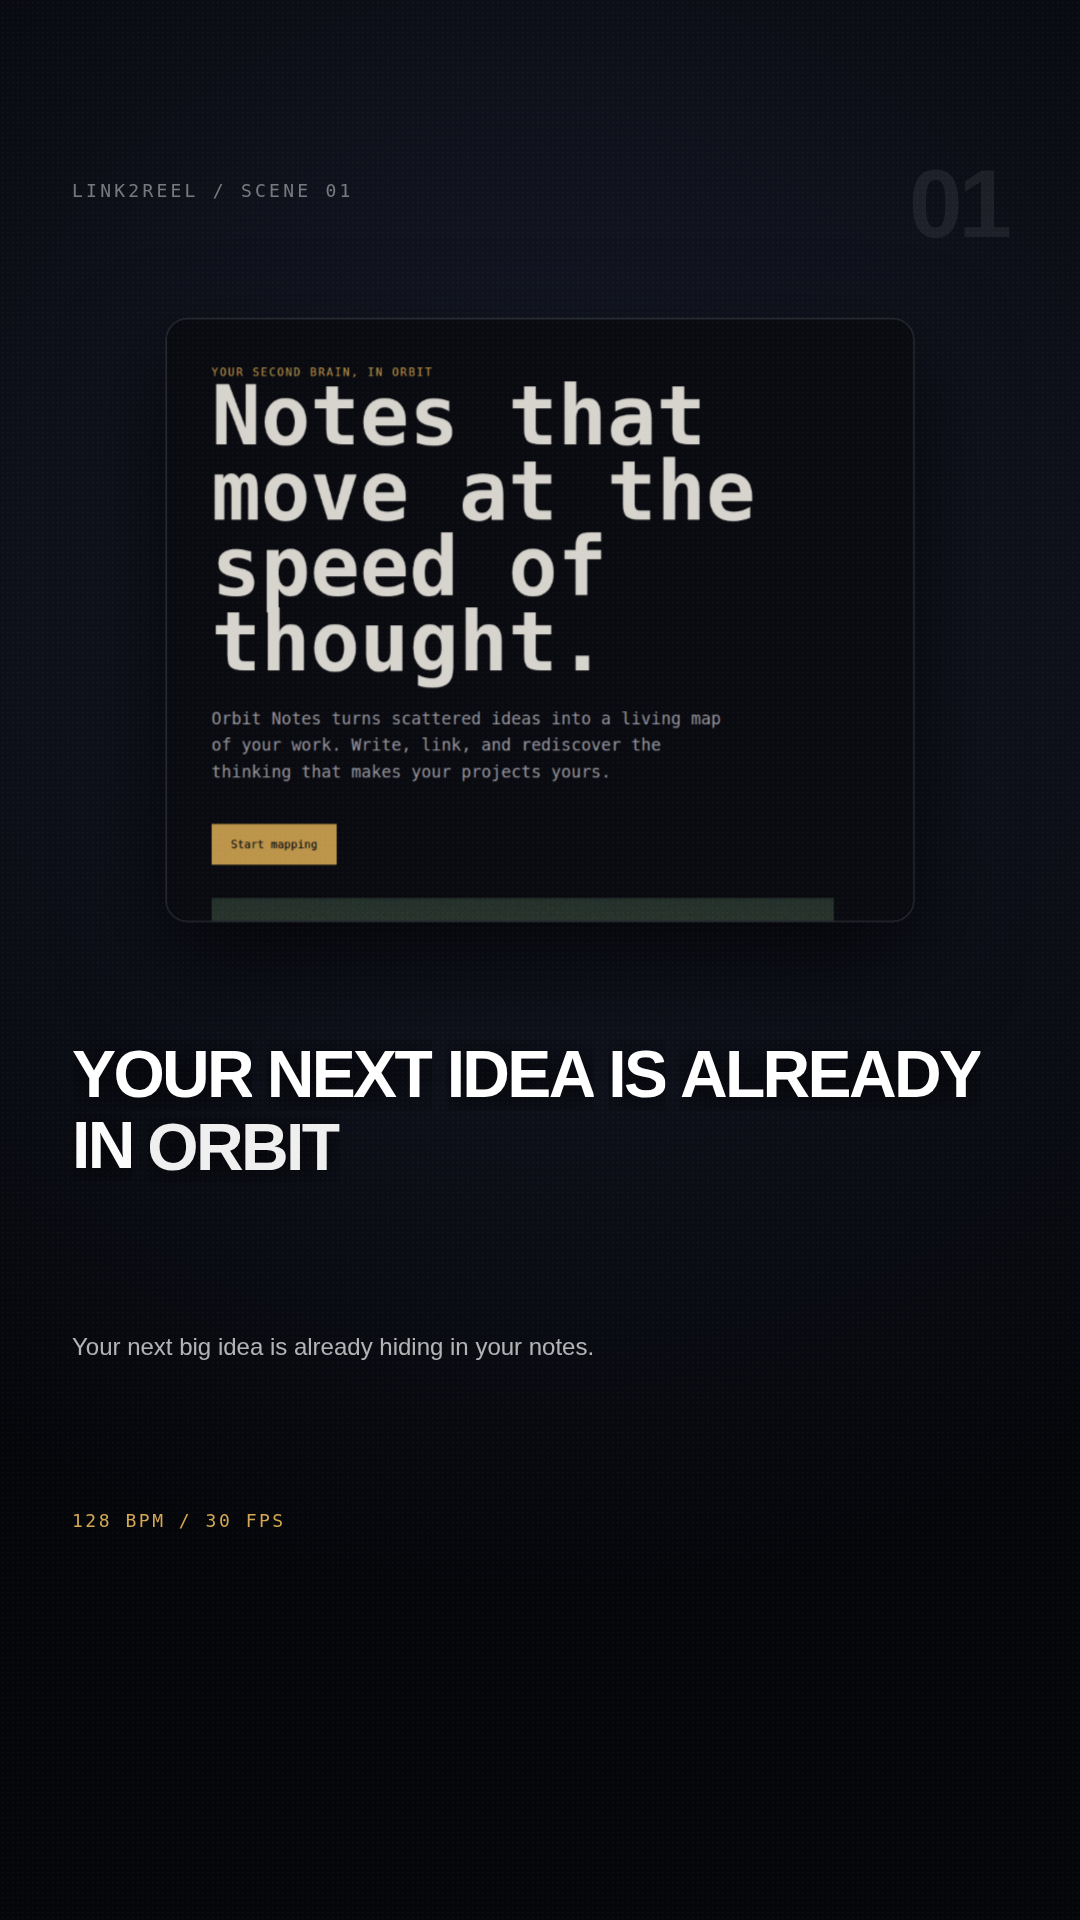 LINK2REEL / SCENE 01
01
YOUR SECOND BRAIN, IN ORBIT
Notes that
move at the
speed of
thought.
Orbit Notes turns scattered ideas into a living map
of your work. Write, link, and rediscover the
thinking that makes your projects yours.
Start mapping
YOUR NEXT IDEA IS ALREADY
IN ORBIT
Your next big idea is already hiding in your notes.
128 BPM / 30 FPS